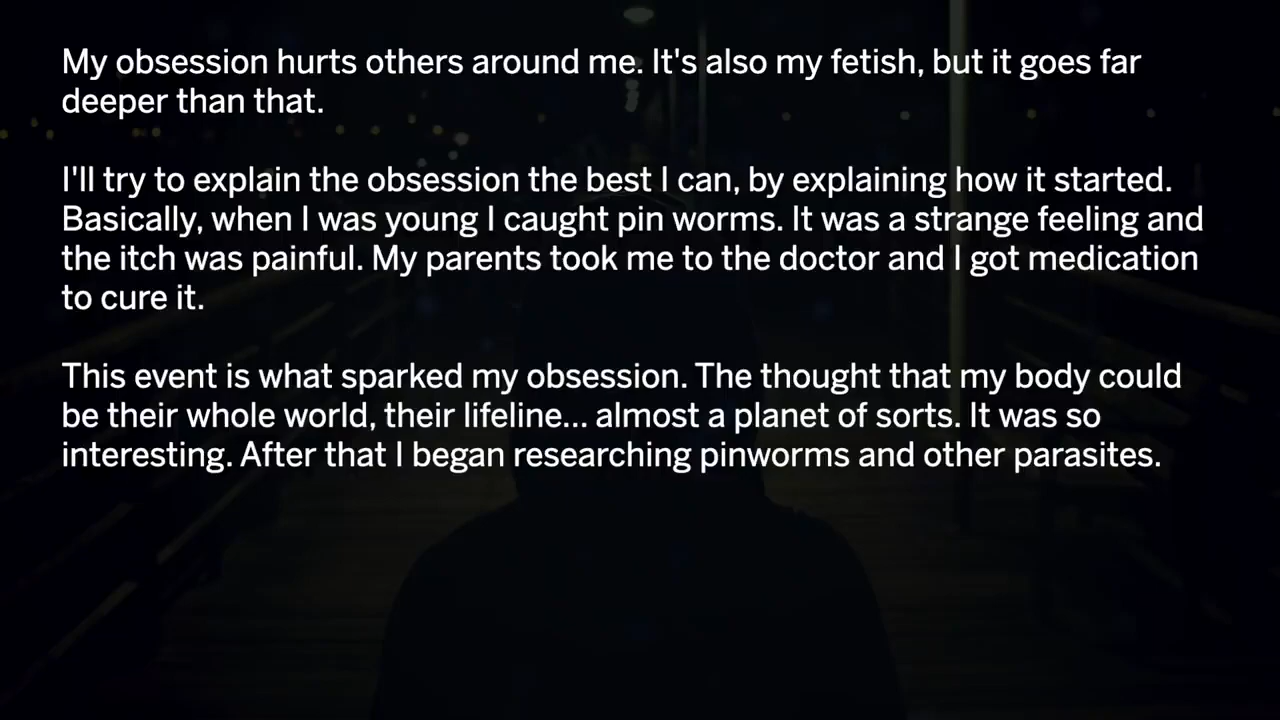 My obsession hurts others around me. It's also my fetish, but it goes far
deeper than that.
I'll try to explain the obsession the best I can, by explaining how it started.
Basically, when I was young I caught pin worms. It was a strange feeling and
the itch was painful. My parents took me to the doctor and I got medication
to cure it.
This event is what sparked my obsession. The thought that my body could
be their whole world, their lifeline... almost a planet of sorts. It was so
interesting. After that I began researching pinworms and other parasites.